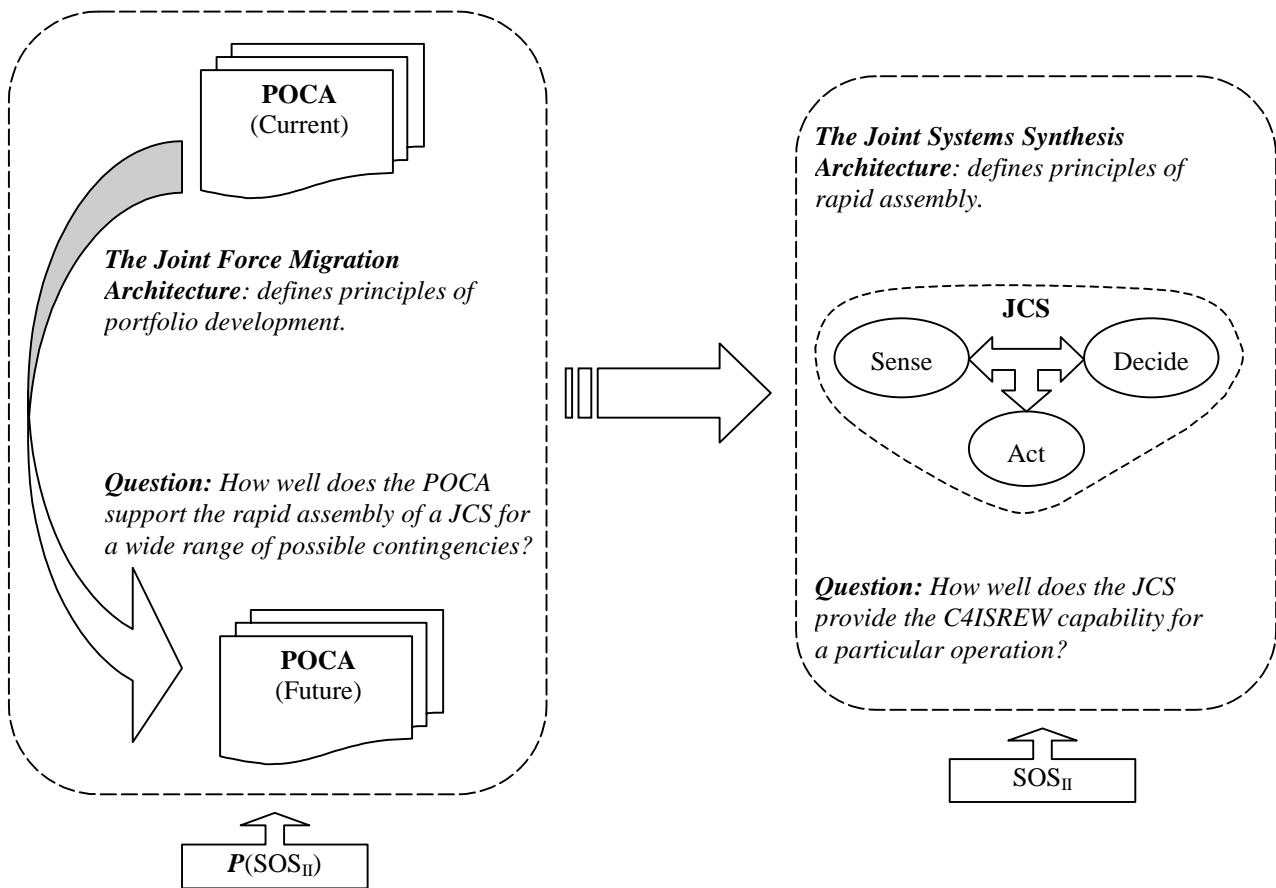 POCA
(Current)
The Joint Force Migration
Architecture: defines principles of
portfolio development.
Question: How well does the POCA
support the rapid assembly of a JCS for
a wide range of possible contingencies?
POCA
(Future)
P(SOSII)
The Joint Systems Synthesis
Architecture: defines principles of
rapid assembly.
JCS
Sense
Decide
Act
Question: How well does the JCS
provide the C4ISREW capability for
a particular operation?
SOSII